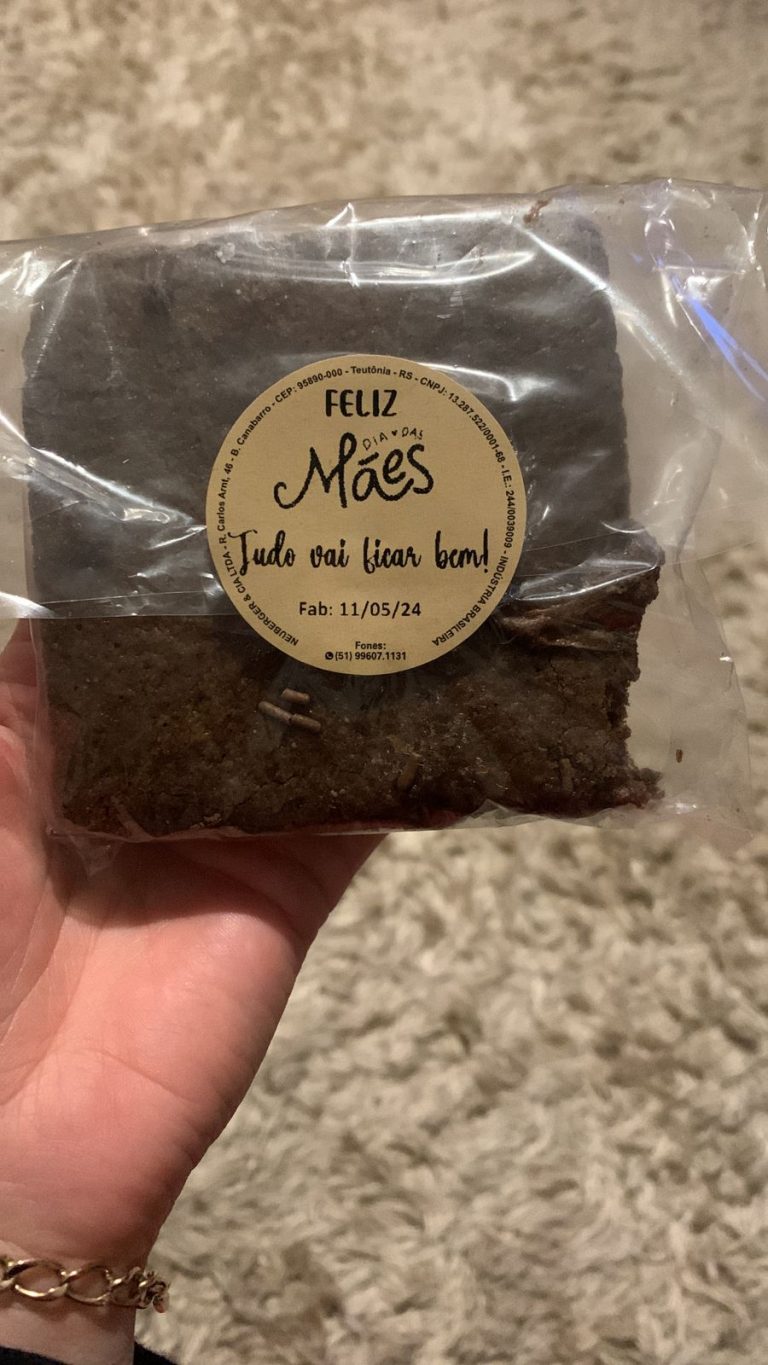 FELIZ
DIA DAS
Mães
Tudo vai ficar bem!
Fab: 11/05/24
Fones:
(51) 99607.1131
NEUBERGER & CIA LTDA - R. Carlos Arnt, 46 - B. Canabarro - CEP: 95890-000 - Teutônia - RS - CNPJ: 13.287.522/0001-68 - I.E.: 244/0039009 - INDÚSTRIA BRASILEIRA